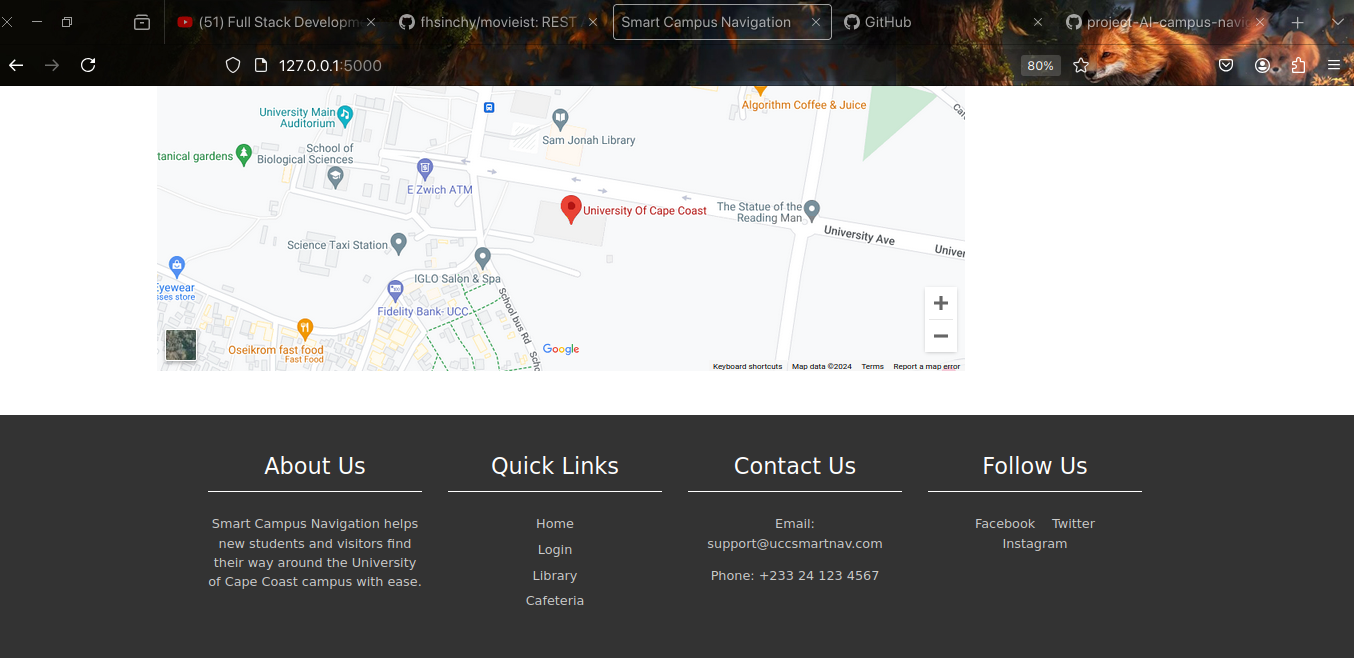 (51) Full Stack Developm
fhsinchy/movieist: REST
Smart Campus Navigation
GitHub
project-AI-campus-navi
127.0.0.1:5000
80%
Algorithm Coffee & Juice
University Main
Auditorium
Sam Jonah Library
School of
Biological Sciences
tanical gardens
E Zwich ATM
University Of Cape Coast
The Statue of the
Reading Man
University Ave
Univer
Science Taxi Station
IGLO Salon & Spa
Eyewear
sses store
Fidelity Bank- UCC
School bus Rd
Scho
Oseikrom fast food
Fast Food
Google
Keyboard shortcuts
Map data ©2024
Terms
Report a map error
About Us
Smart Campus Navigation helps
new students and visitors find
their way around the University
of Cape Coast campus with ease.
Quick Links
Home
Login
Library
Cafeteria
Contact Us
Email:
support@uccsmartnav.com
Phone: +233 24 123 4567
Follow Us
Facebook Twitter
Instagram